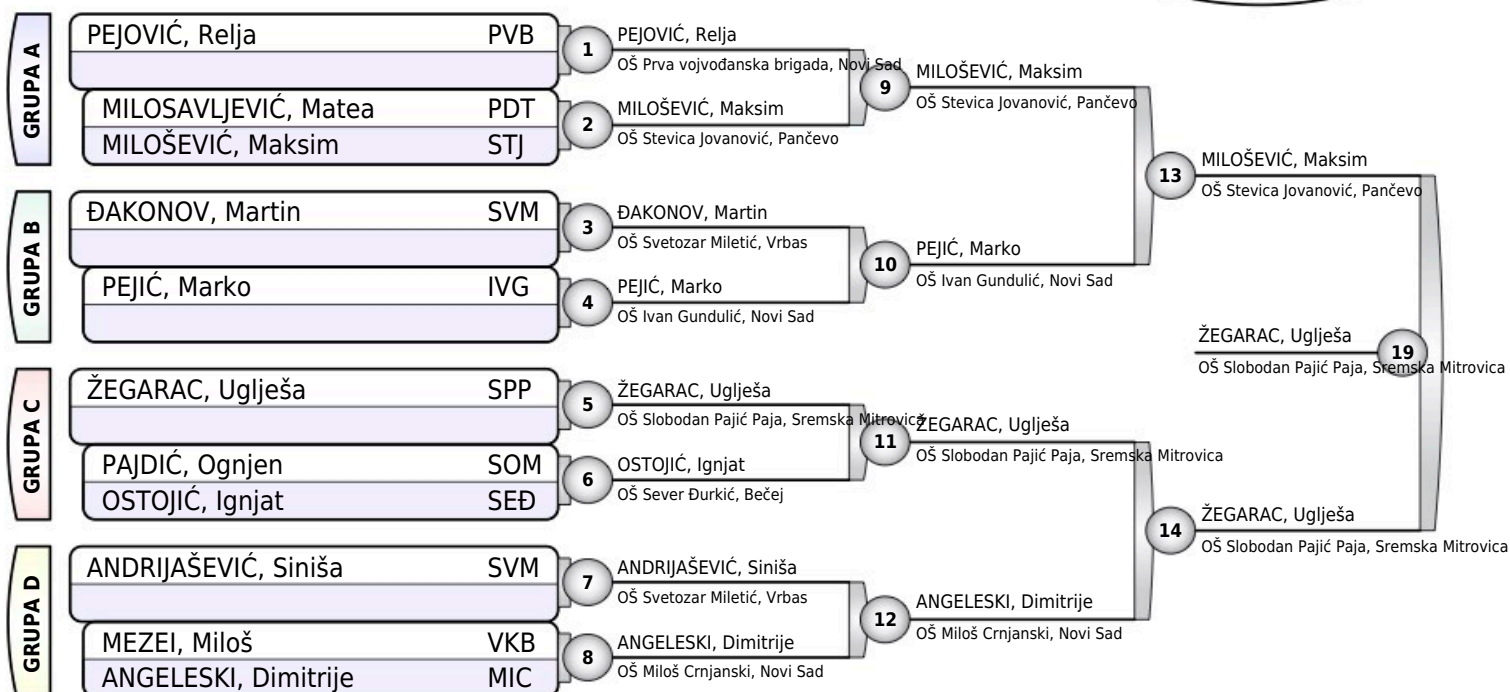 GRUPA A
PEJOVIĆ, Relja PVB
MILOSAVLJEVIĆ, Matea PDT
MILOŠEVIĆ, Maksim STJ
GRUPA B
ĐAKONOV, Martin SVM
PEJIĆ, Marko IVG
GRUPA C
ŽEGARAC, Uglješa SPP
PAJDIĆ, Ognjen SOM
OSTOJIĆ, Ignjat SEĐ
GRUPA D
ANDRIJAŠEVIĆ, Siniša SVM
MEZEI, Miloš VKB
ANGELESKI, Dimitrije MIC
1
PEJOVIĆ, Relja
OŠ Prva vojvođanska brigada, Novi Sad
2
MILOŠEVIĆ, Maksim
OŠ Stevica Jovanović, Pančevo
3
ĐAKONOV, Martin
OŠ Svetozar Miletić, Vrbas
4
PEJIĆ, Marko
OŠ Ivan Gundulić, Novi Sad
5
ŽEGARAC, Uglješa
OŠ Slobodan Pajić Paja, Sremska Mitrovica
6
OSTOJIĆ, Ignjat
OŠ Sever Đurkić, Bečej
7
ANDRIJAŠEVIĆ, Siniša
OŠ Svetozar Miletić, Vrbas
8
ANGELESKI, Dimitrije
OŠ Miloš Crnjanski, Novi Sad
9
MILOŠEVIĆ, Maksim
OŠ Stevica Jovanović, Pančevo
10
PEJIĆ, Marko
OŠ Ivan Gundulić, Novi Sad
11
ŽEGARAC, Uglješa
OŠ Slobodan Pajić Paja, Sremska Mitrovica
12
ANGELESKI, Dimitrije
OŠ Miloš Crnjanski, Novi Sad
13
MILOŠEVIĆ, Maksim
OŠ Stevica Jovanović, Pančevo
14
ŽEGARAC, Uglješa
OŠ Slobodan Pajić Paja, Sremska Mitrovica
ŽEGARAC, Uglješa
19
OŠ Slobodan Pajić Paja, Sremska Mitrovica